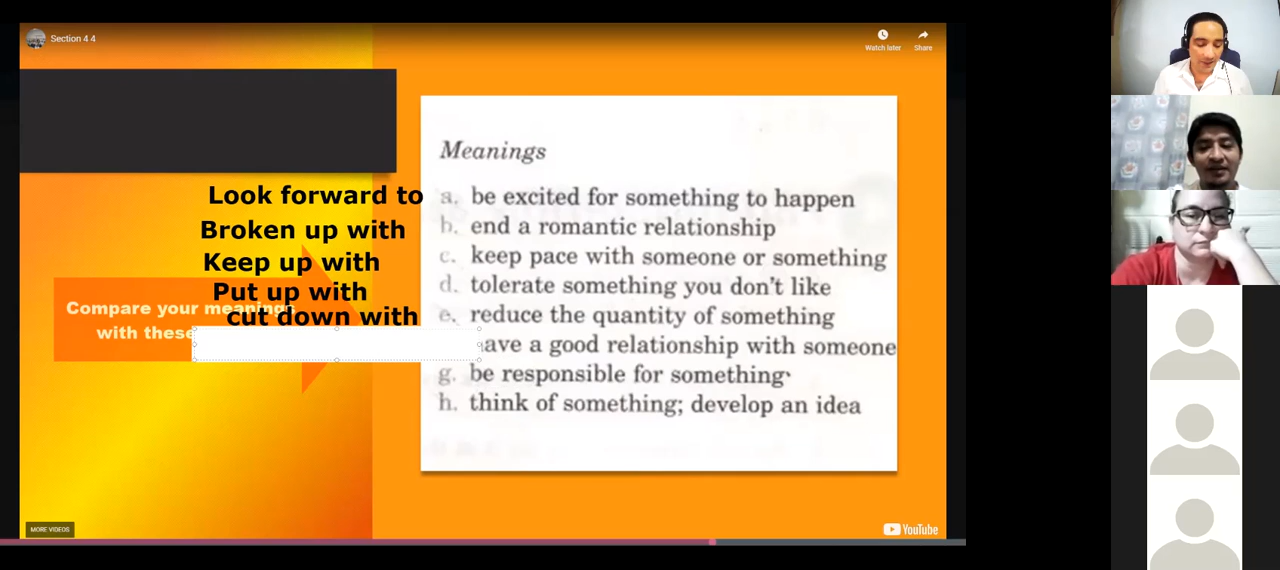 Section 4 4
Watch later
Share
Look forward to
Broken up with
Keep up with
Put up with
cut down with
Compare your meanings
with these
Meanings
a. be excited for something to happen
b. end a romantic relationship
c. keep pace with someone or something
d. tolerate something you don't like
e. reduce the quantity of something
a good relationship with someone
g. be responsible for something
h. think of something; develop an idea
MORE VIDEOS
YouTube